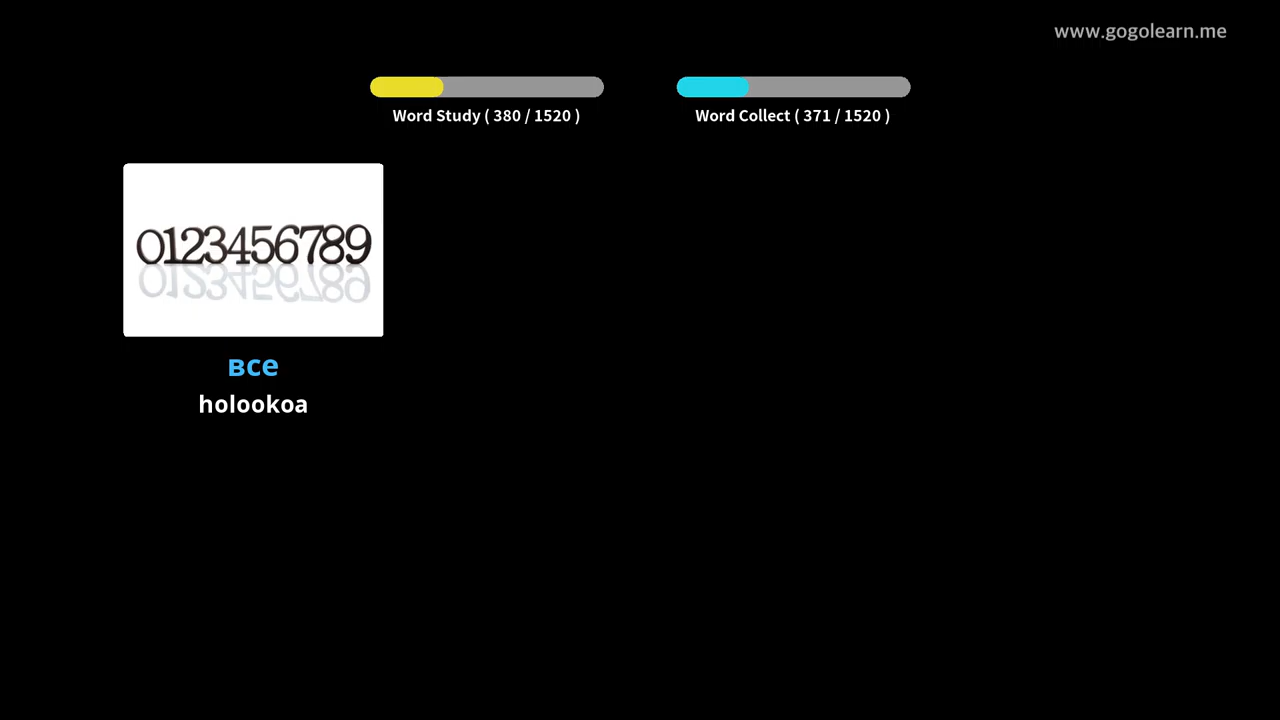 www.gogolearn.me
Word Study ( 380 / 1520 )
Word Collect ( 371 / 1520 )
0123456789
все
holookoa